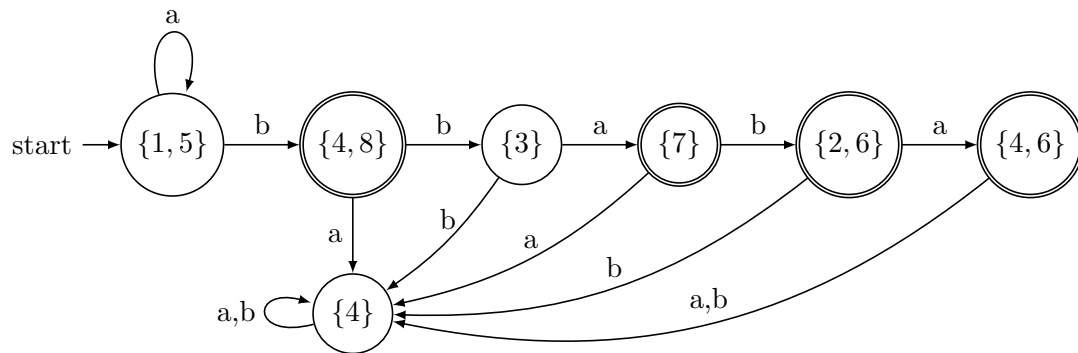 a
start
{1, 5}
b
{4, 8}
b
{3}
a
{7}
b
{2, 6}
a
{4, 6}
a
b
a
b
a,b
a,b
{4}